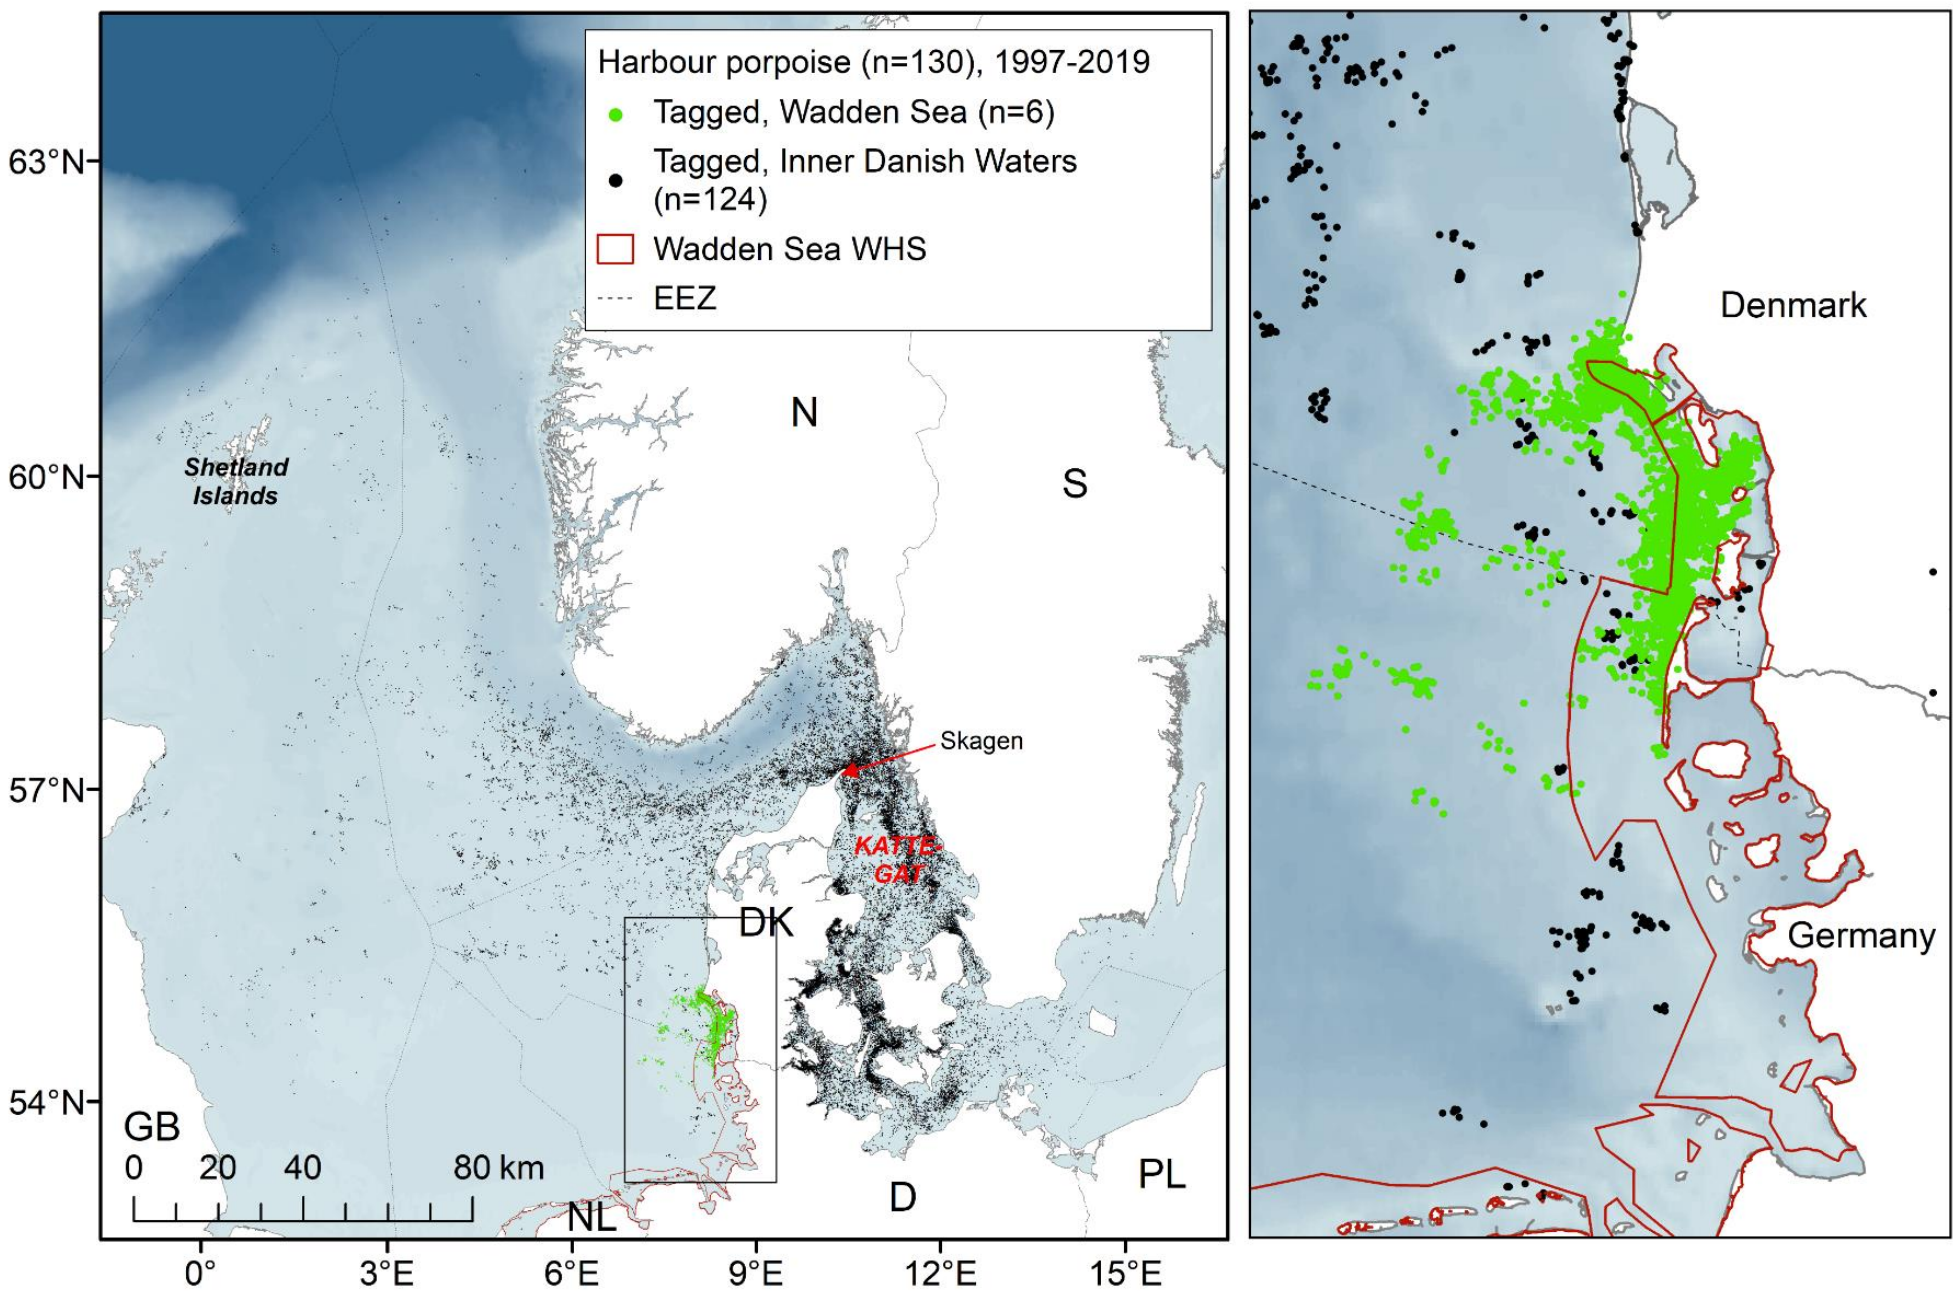 Harbour porpoise (n=130), 1997-2019
Tagged, Wadden Sea (n=6)
Tagged, Inner Danish Waters
(n=124)
Wadden Sea WHS
EEZ
63°N
60°N
57°N
54°N
Shetland
Islands
N
S
Skagen
KATTE-
GAT
DK
GB
0 20 40 80 km
NL
D
PL
0° 3°E 6°E 9°E 12°E 15°E
Denmark
Germany